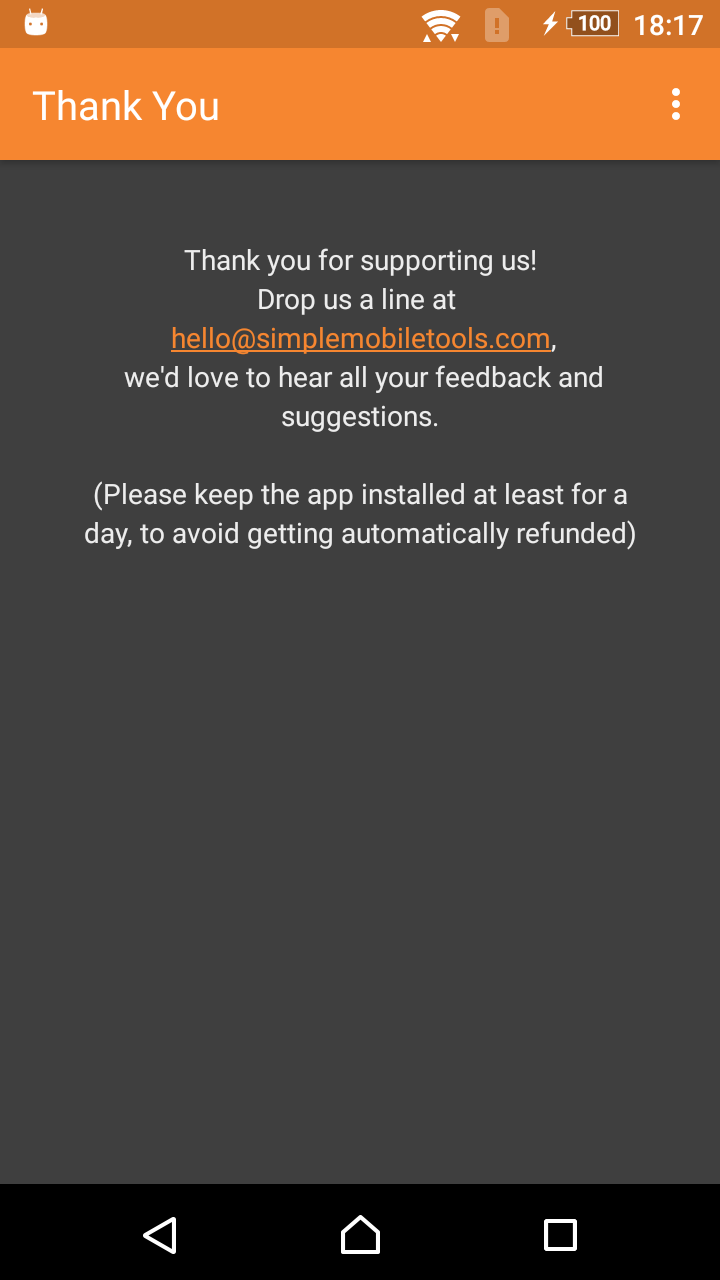 100 18:17
Thank You
Thank you for supporting us!
Drop us a line at
hello@simplemobiletools.com,
we'd love to hear all your feedback and
suggestions.
(Please keep the app installed at least for a
day, to avoid getting automatically refunded)